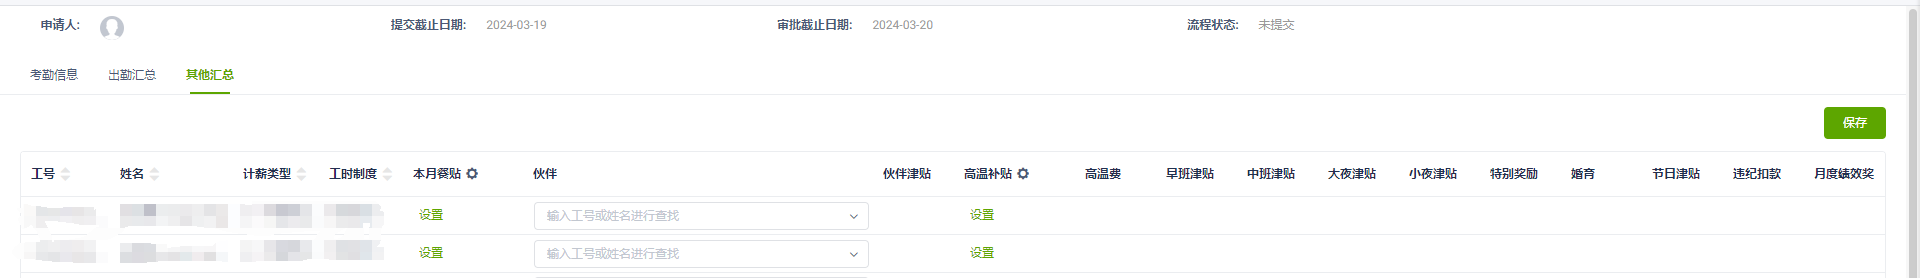 申请人: 提交截止日期: 2024-03-19 审批截止日期: 2024-03-20 流程状态: 未提交
考勤信息 出勤汇总 其他汇总
保存
工号 姓名 计薪类型 工时制度 本月餐贴 伙伴 伙伴津贴 高温补贴 高温费 早班津贴 中班津贴 大夜津贴 小夜津贴 特别奖励 婚育 节日津贴 违纪扣款 月度绩效奖
设置 输入工号或姓名进行查找 设置
设置 输入工号或姓名进行查找 设置